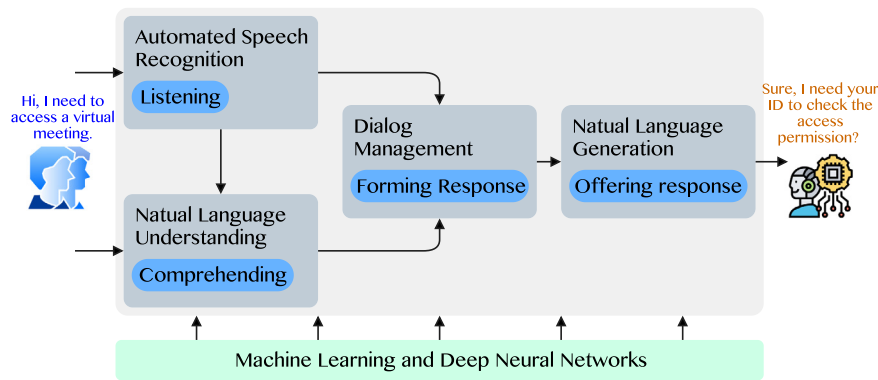 Hi, I need to
access a virtual
meeting.
Automated Speech
Recognition
Listening
Natual Language
Understanding
Comprehending
Dialog
Management
Forming Response
Natual Language
Generation
Offering response
Sure, I need your
ID to check the
access
permission?
Machine Learning and Deep Neural Networks